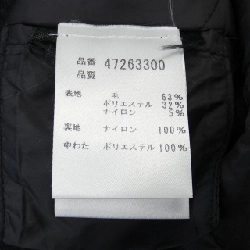 品番 47263300
品質
表地 毛 63%
ポリエステル 32%
ナイロン 5%
裏地 ナイロン 100%
中わた ポリエステル 100%